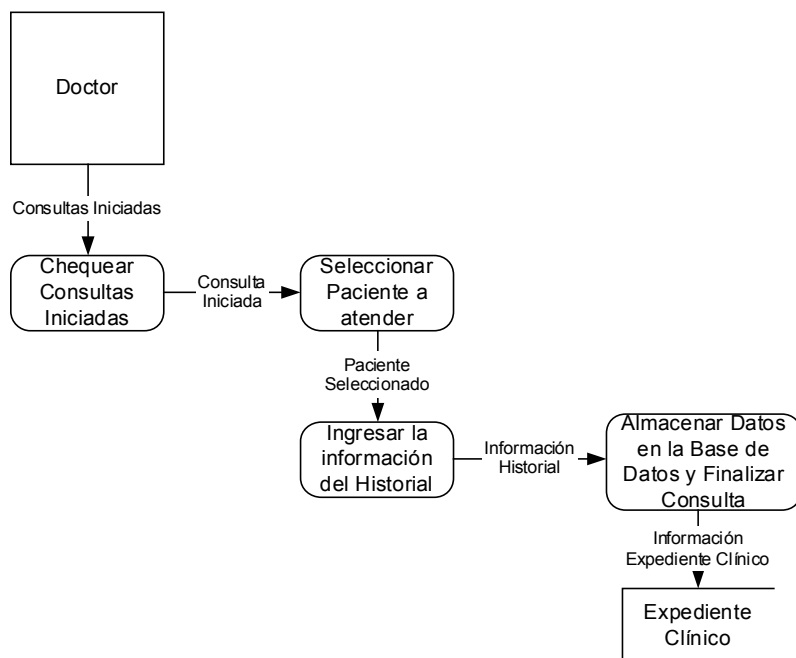 Doctor
Consultas Iniciadas
Chequear
Consultas
Iniciadas
Consulta
Iniciada
Seleccionar
Paciente a
atender
Paciente
Seleccionado
Ingresar la
información
del Historial
Información
Historial
Almacenar Datos
en la Base de
Datos y Finalizar
Consulta
Información
Expediente Clínico
Expediente
Clínico